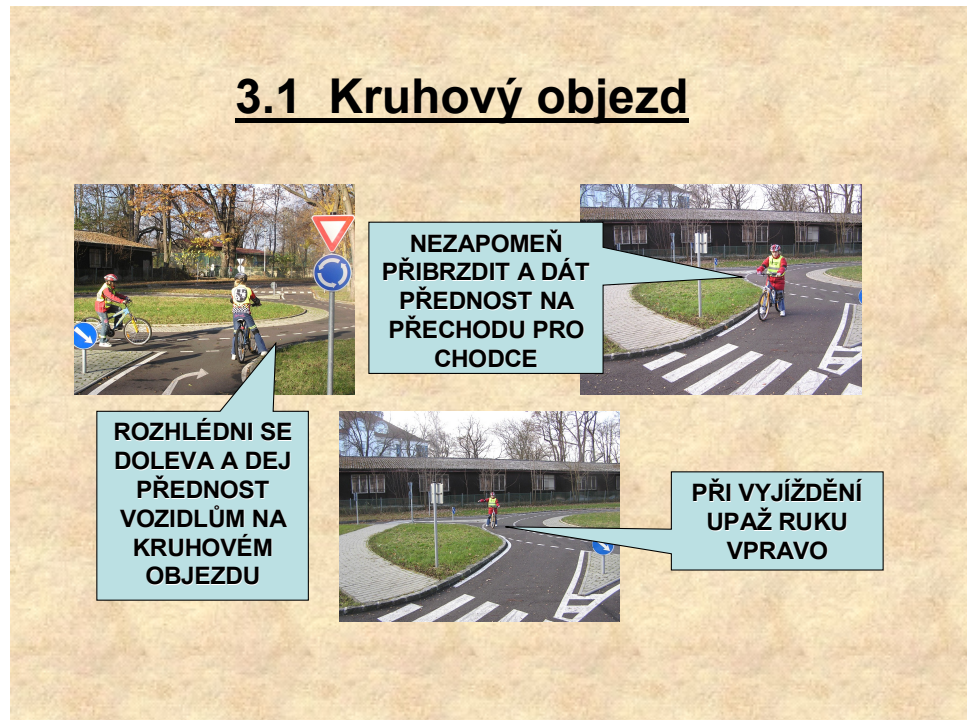 3.1 Kruhový objezd
NEZAPOMEŇ
PŘIBRZDIT A DÁT
PŘEDNOST NA
PŘECHODU PRO
CHODCE
ROZHLÉDNI SE
DOLEVA A DEJ
PŘEDNOST
VOZIDLŮM NA
KRUHOVÉM
OBJEZDU
PŘI VYJÍŽDĚNÍ
UPAŽ RUKU
VPRAVO